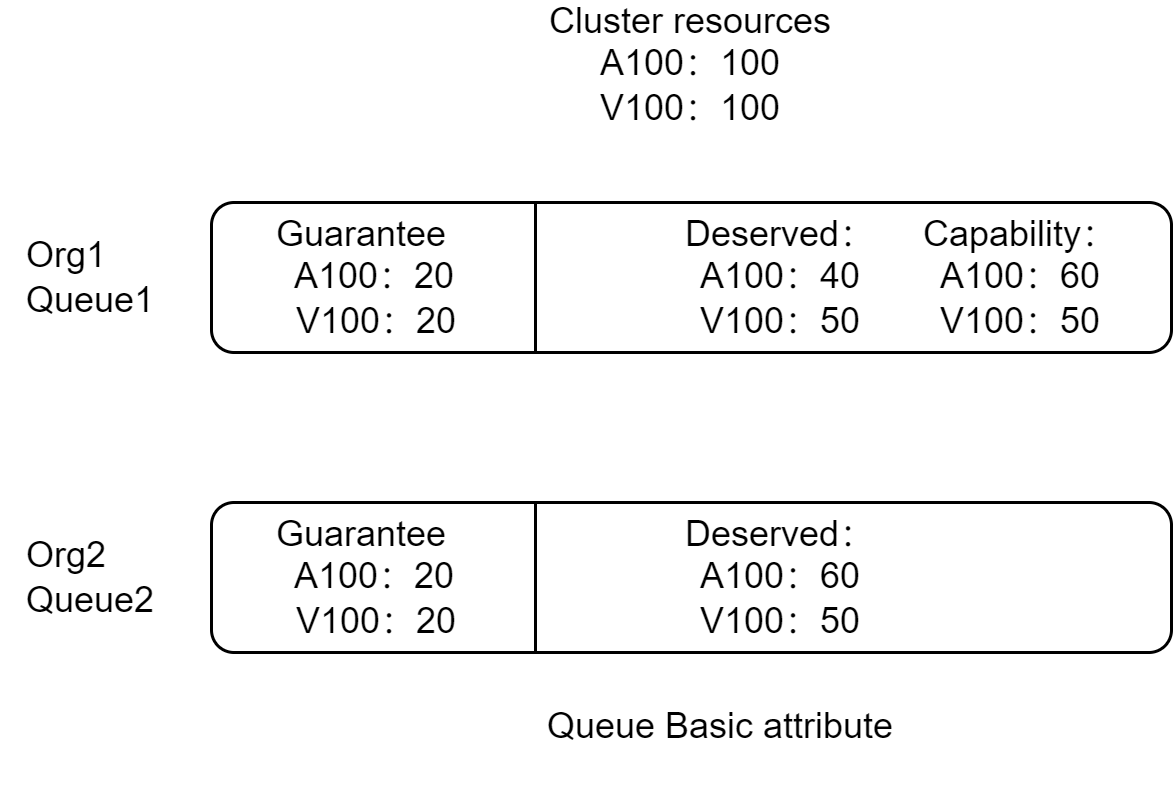 Cluster resources
A100： 100
V100： 100
Org1
Queue1
Guarantee
A100： 20
V100： 20
Deserved：
A100： 40
V100： 50
Capability：
A100： 60
V100： 50
Org2
Queue2
Guarantee
A100： 20
V100： 20
Deserved：
A100： 60
V100： 50
Queue Basic attribute